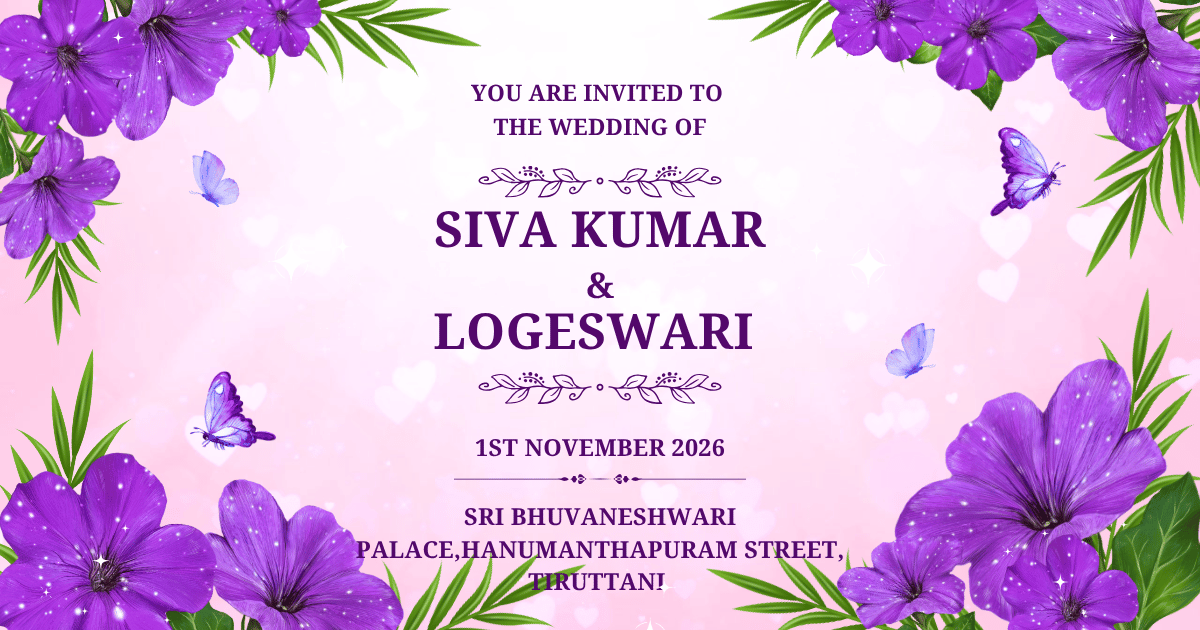 YOU ARE INVITED TO
THE WEDDING OF
SIVA KUMAR
&
LOGESWARI
1ST NOVEMBER 2026
SRI BHUVANESHWARI
PALACE,HANUMANTHAPURAM STREET,
TIRUTTANI